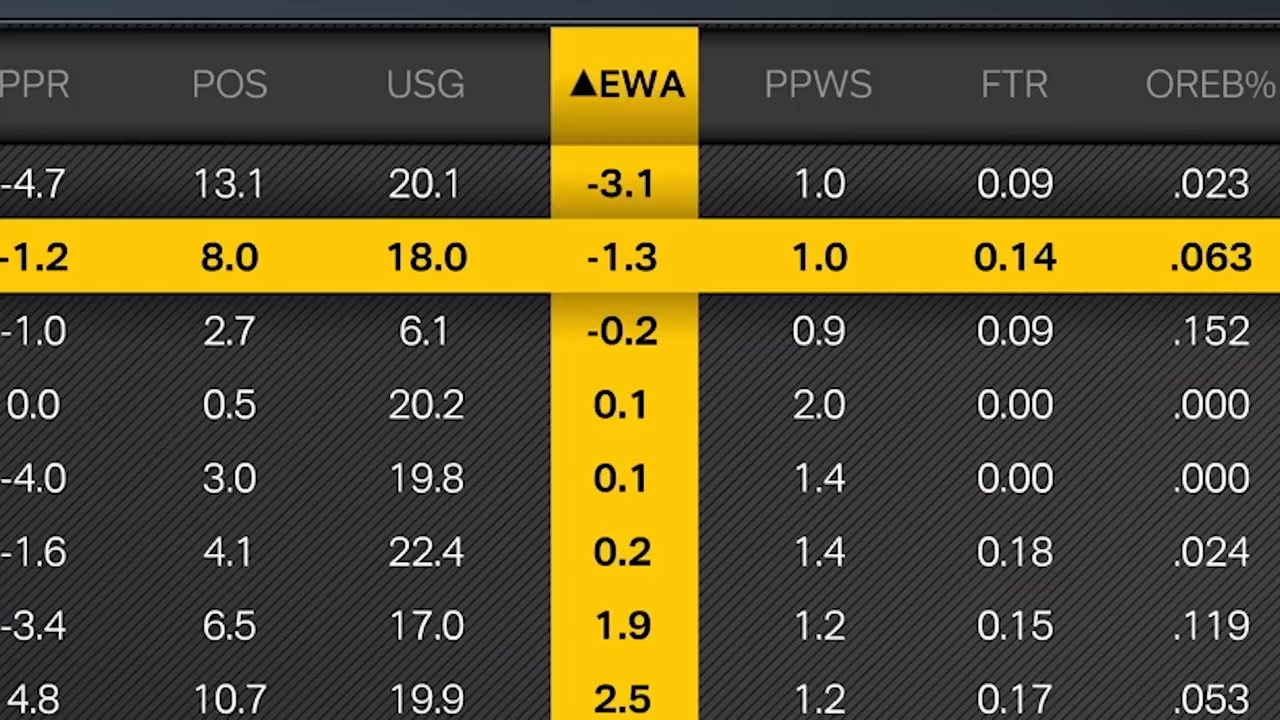 PPR POS USG ▲EWA PPWS FTR OREB%
-4.7 13.1 20.1 -3.1 1.0 0.09 .023
-1.2 8.0 18.0 -1.3 1.0 0.14 .063
-1.0 2.7 6.1 -0.2 0.9 0.09 .152
0.0 0.5 20.2 0.1 2.0 0.00 .000
-4.0 3.0 19.8 0.1 1.4 0.00 .000
-1.6 4.1 22.4 0.2 1.4 0.18 .024
-3.4 6.5 17.0 1.9 1.2 0.15 .119
4.8 10.7 19.9 2.5 1.2 0.17 .053